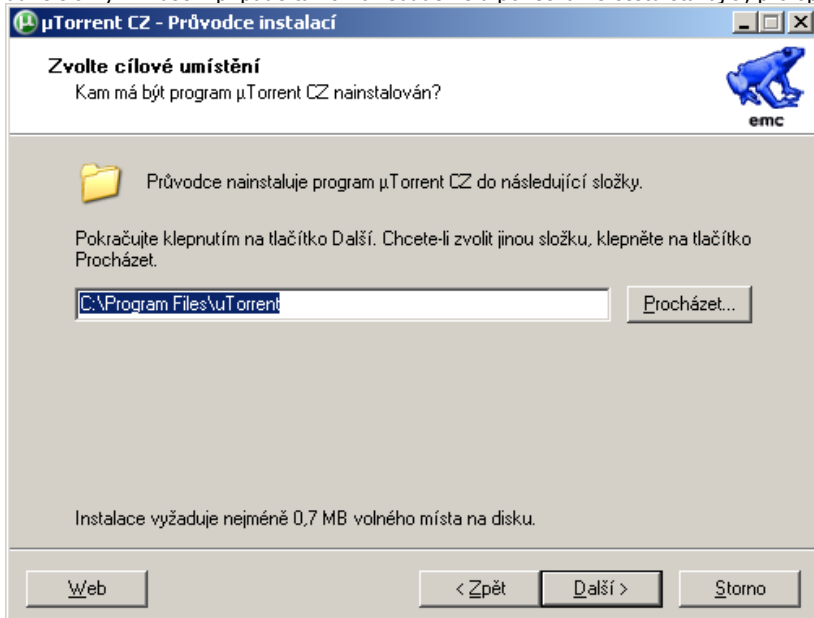 µTorrent CZ - Průvodce instalací
Zvolte cílové umístění
Kam má být program µTorrent CZ nainstalován?
emc
Průvodce nainstaluje program µTorrent CZ do následující složky.
Pokračujte klepnutím na tlačítko Další. Chcete-li zvolit jinou složku, klepněte na tlačítko
Procházet.
C:\Program Files\uTorrent
Procházet...
Instalace vyžaduje nejméně 0,7 MB volného místa na disku.
Web
< Zpět
Další >
Storno